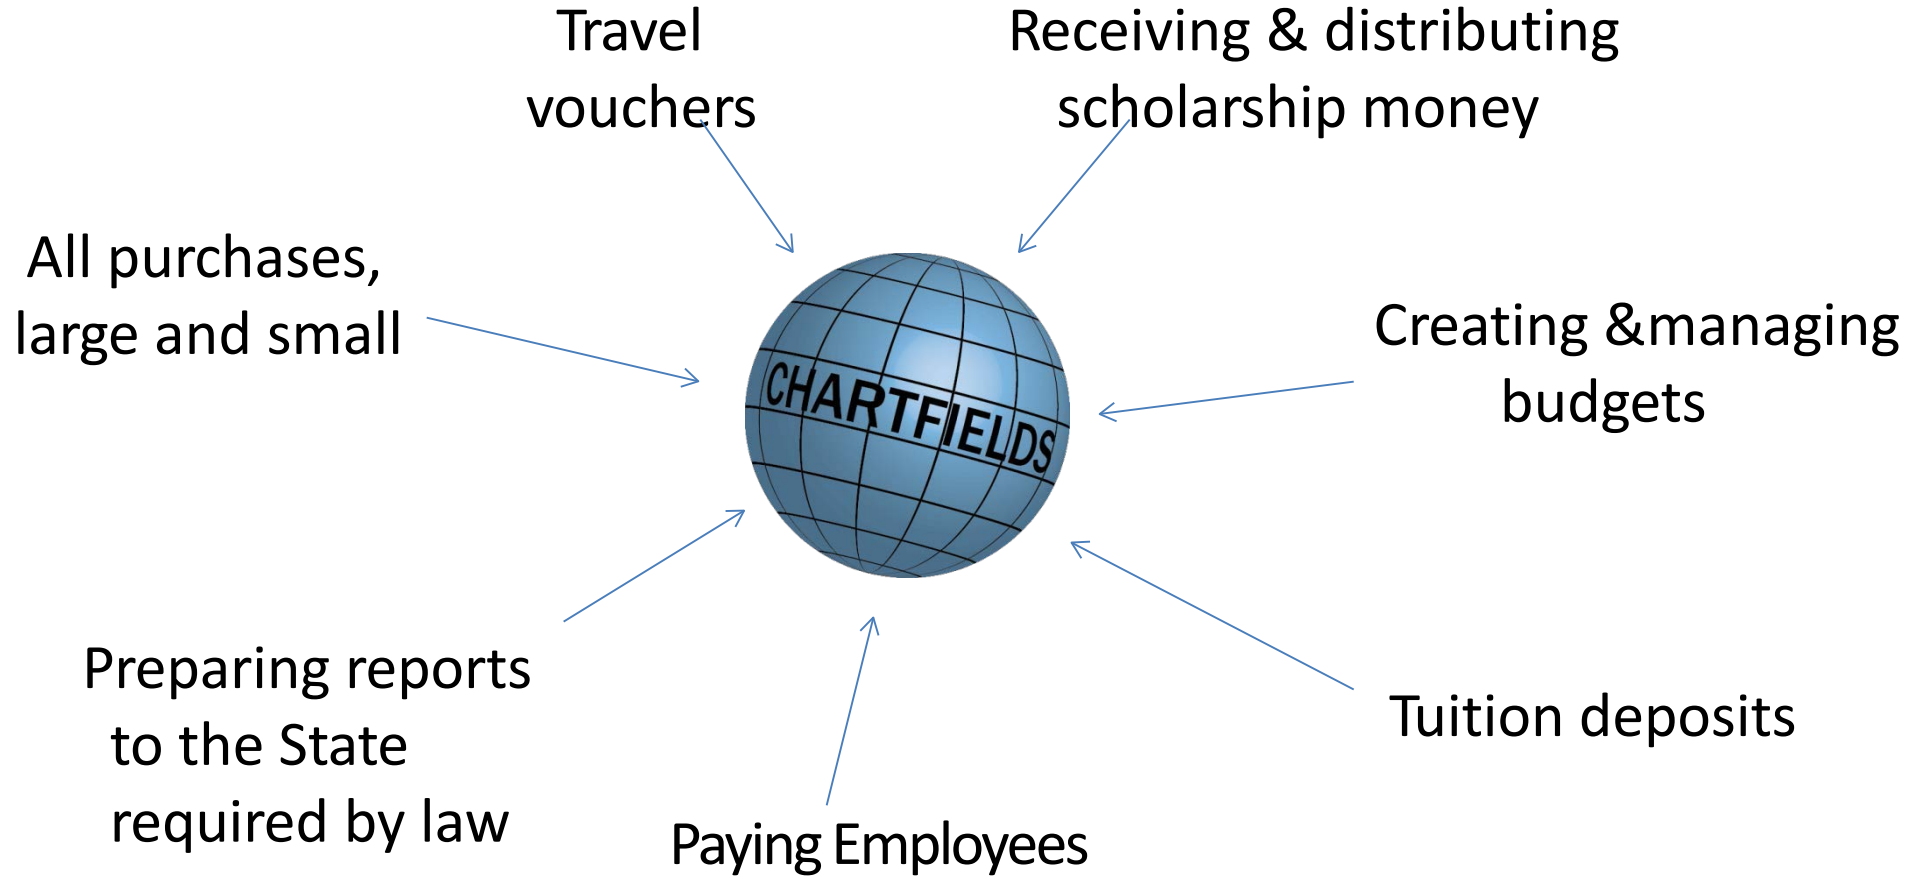 Travel
vouchers
Receiving & distributing
scholarship money
All purchases,
large and small
Creating &managing
budgets
CHARTFIELDS
Preparing reports
to the State
required by law
Tuition deposits
Paying Employees